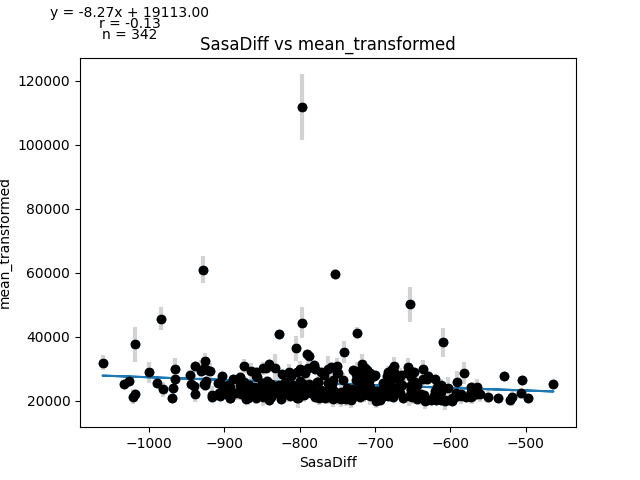 y = -8.27x + 19113.00
r = -0.13
n = 342
SasaDiff vs mean_transformed
120000
100000
80000
60000
40000
20000
mean_transformed
−1000
−900
−800
−700
−600
−500
SasaDiff